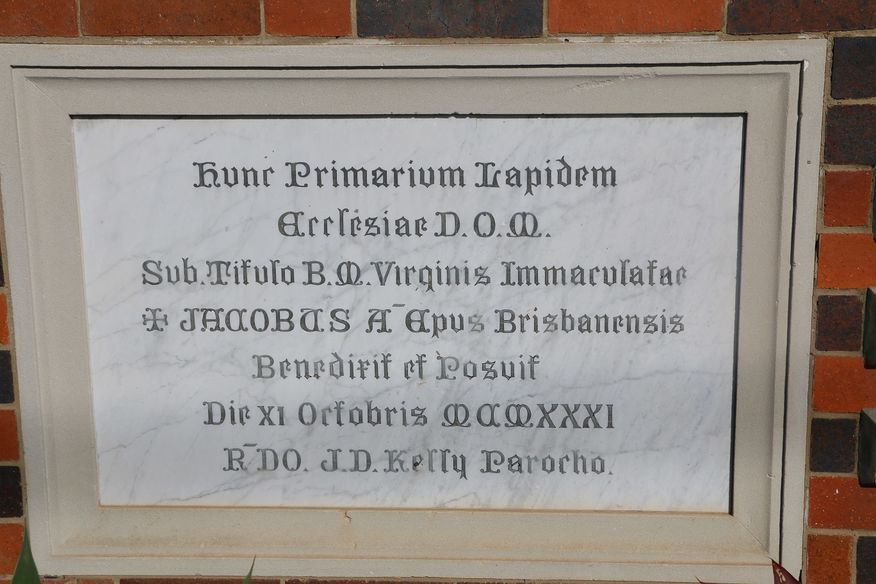 Hunc Primarium Lapidem
Ecclesiae D.O.M.
Sub.Titulo B.M.Virginis Immaculatae
✠ JACOBUS A¯ Epus Brisbanensis
Benedixit et Posuit
Die XI Octobris MCMXXXI
R¯DO. J.D.Kelly Parocho.